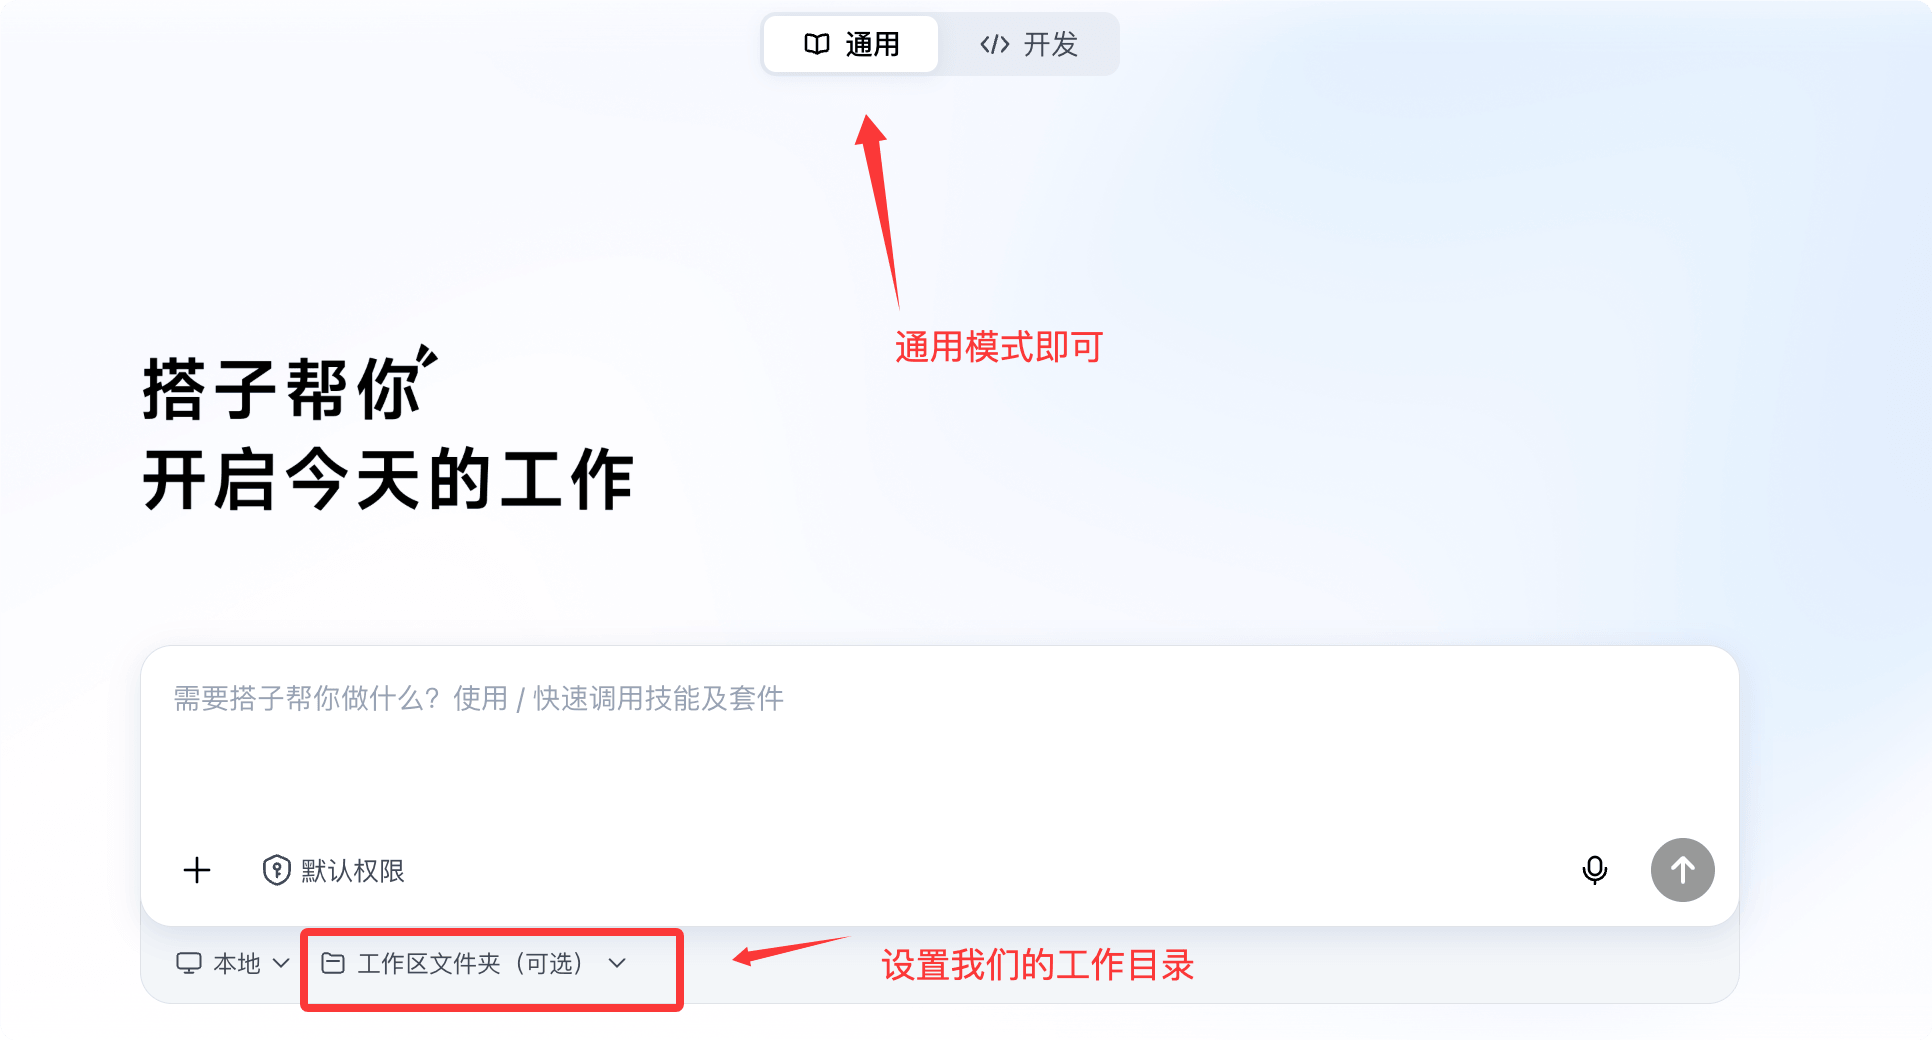 通用
</> 开发
通用模式即可
搭子帮你
开启今天的工作
需要搭子帮你做什么？使用 / 快速调用技能及套件
默认权限
本地
工作区文件夹（可选）
设置我们的工作目录